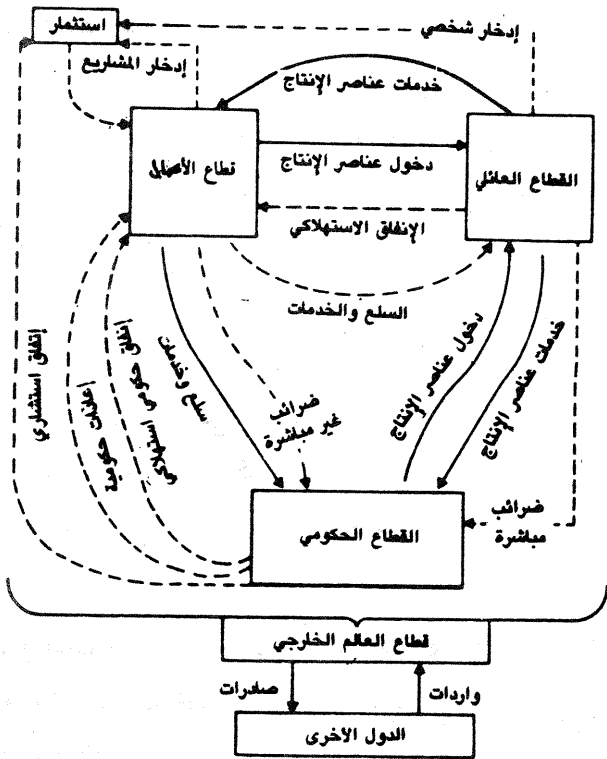 استثمار
إدخار شخصي
إدخار المشاريع
خدمات عناصر الإنتاج
قطاع الأعمال
دخول عناصر الإنتاج
القطاع العائلي
الإنفاق الاستهلاكي
السلع والخدمات
إنفاق استشاري
أعانات حكومية
إنفاق حكومي استهلاكي
سلع وخدمات
ضرائب
غير مباشرة
دخول عناصر الإنتاج
خدمات عناصر الإنتاج
ضرائب
مباشرة
القطاع الحكومي
قطاع العالم الخارجي
صادرات
واردات
الدول الأخرى